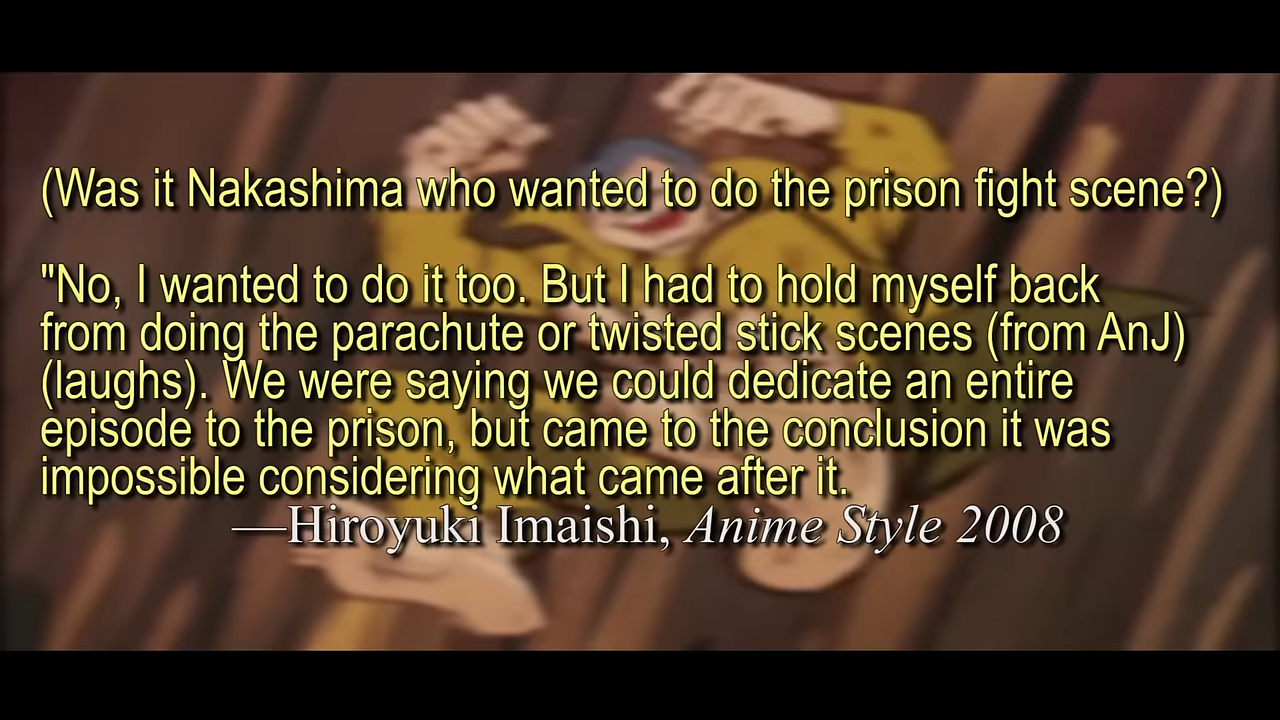 (Was it Nakashima who wanted to do the prison fight scene?)
"No, I wanted to do it too. But I had to hold myself back
from doing the parachute or twisted stick scenes (from AnJ)
(laughs). We were saying we could dedicate an entire
episode to the prison, but came to the conclusion it was
impossible considering what came after it.
—Hiroyuki Imaishi, Anime Style 2008